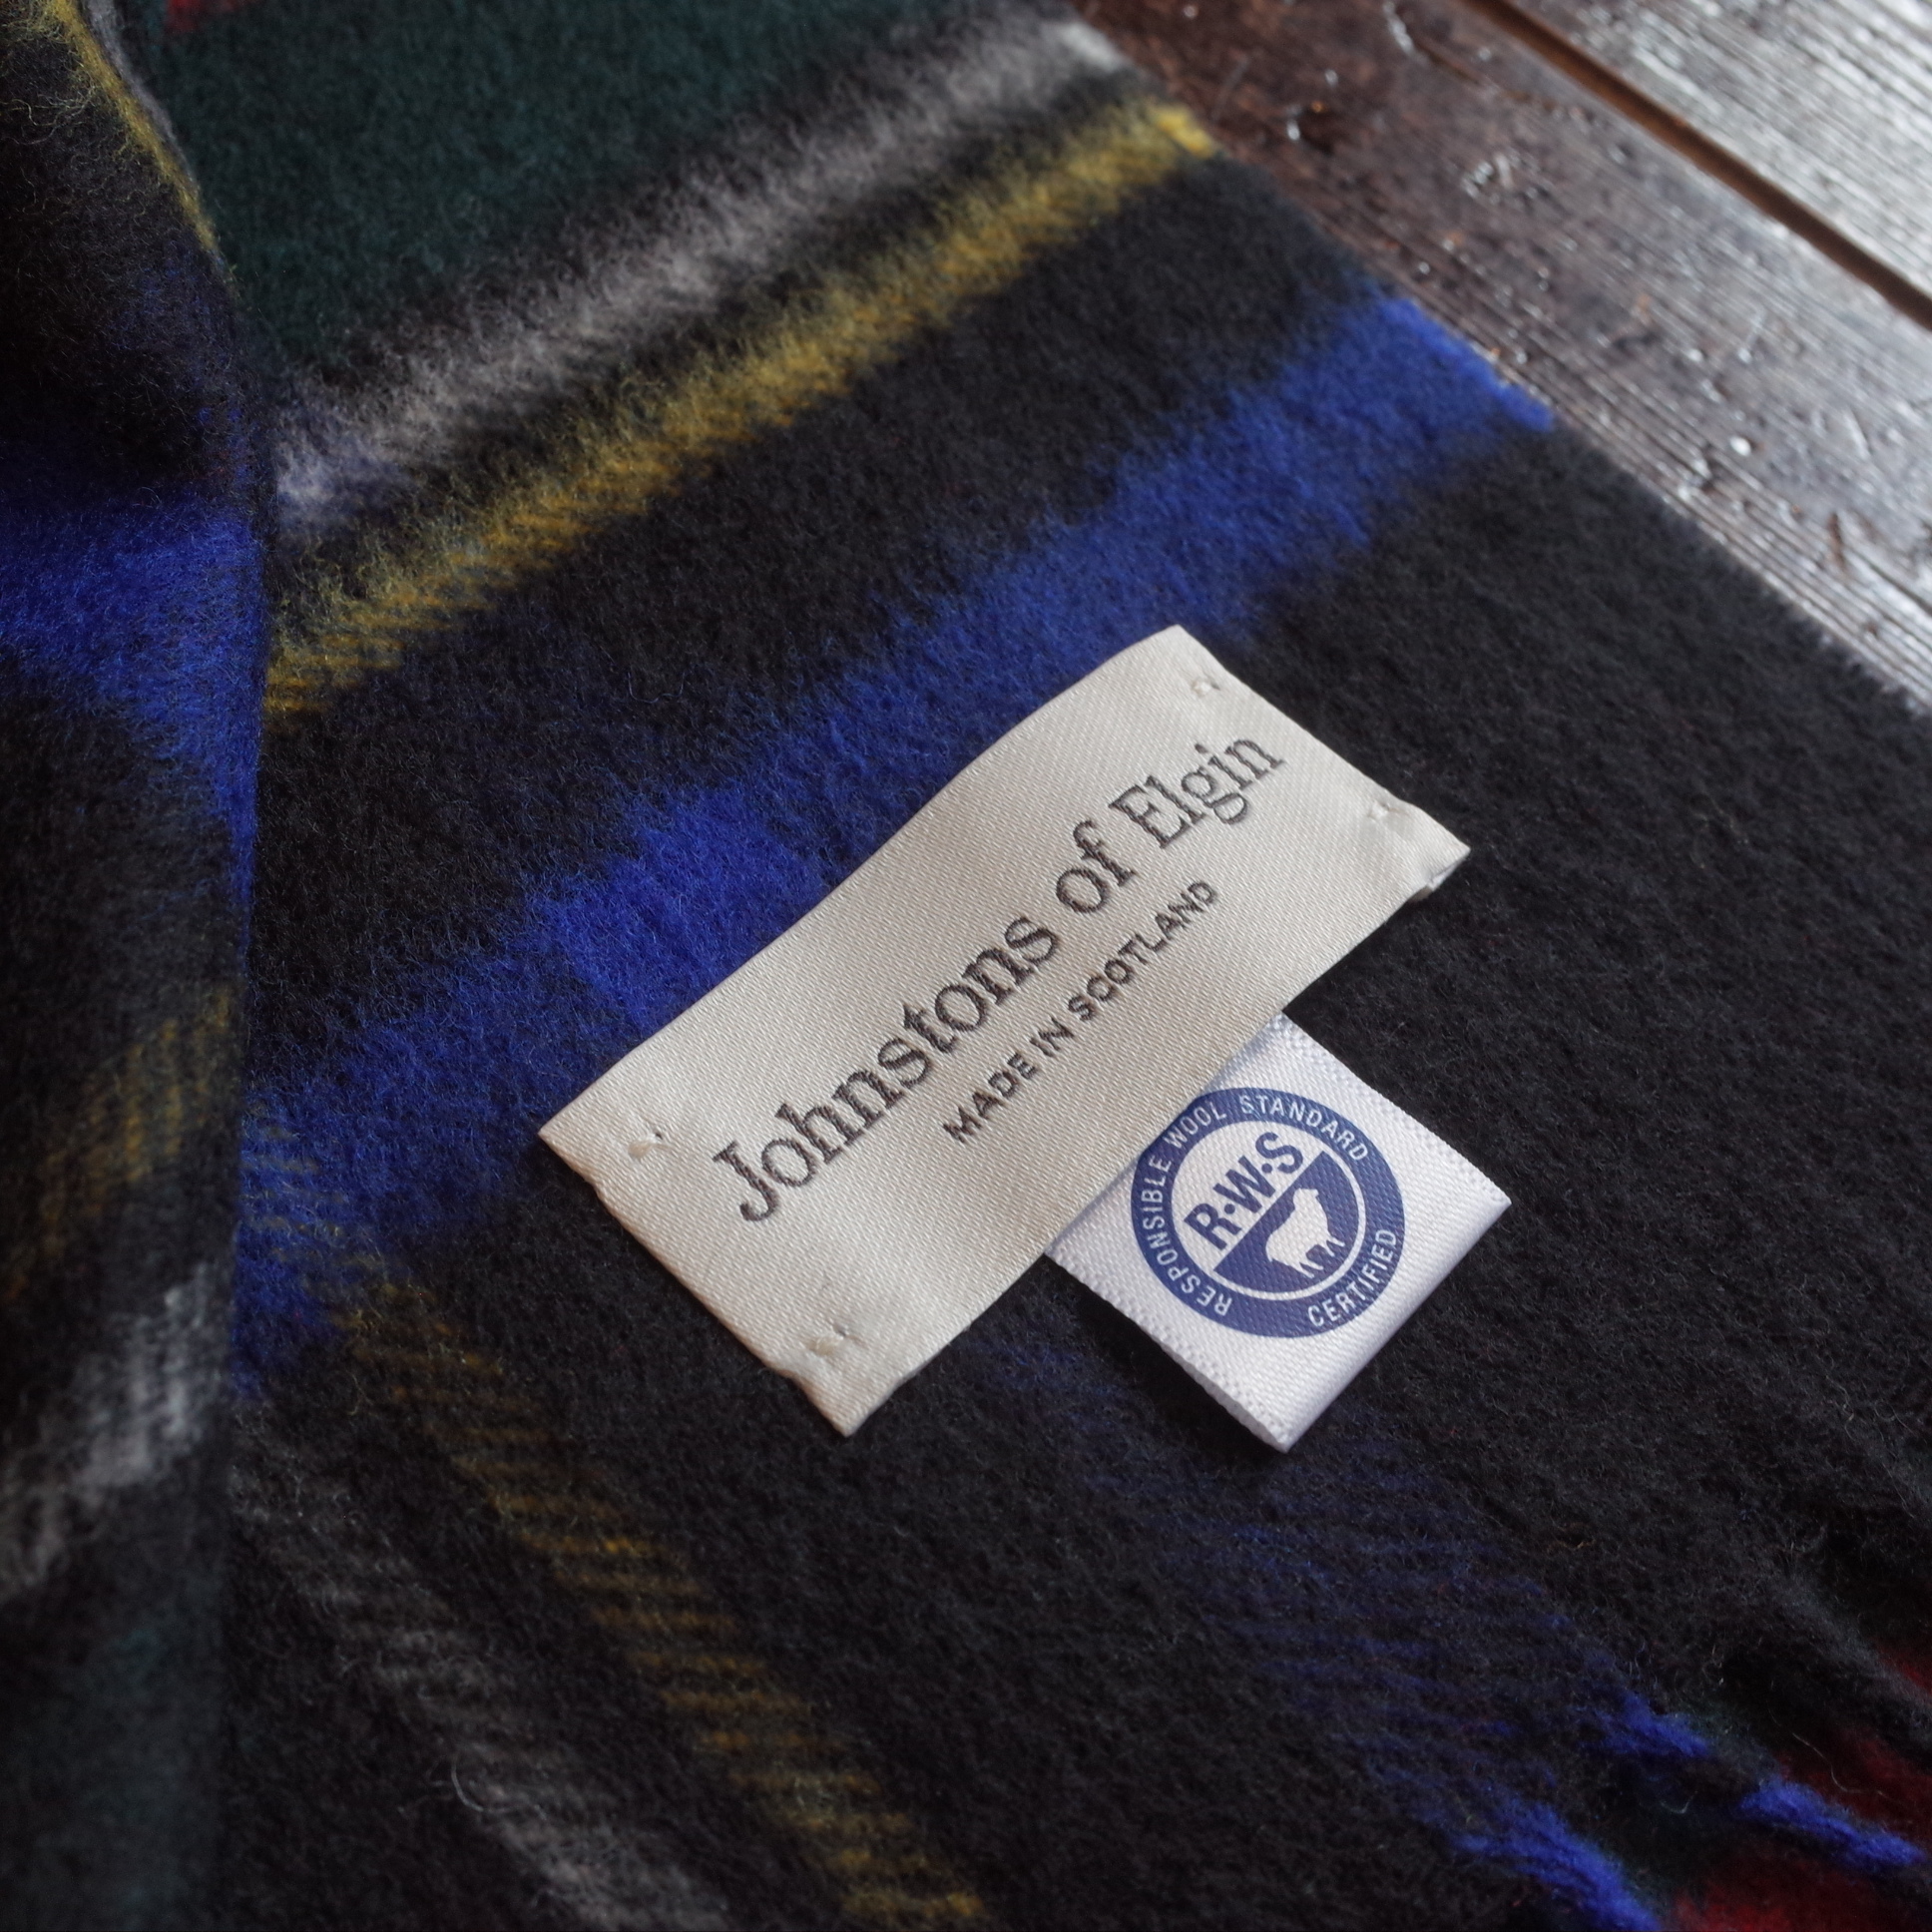 Johnstons of Elgin
MADE IN SCOTLAND
RESPONSIBLE WOOL STANDARD
R·W·S
CERTIFIED